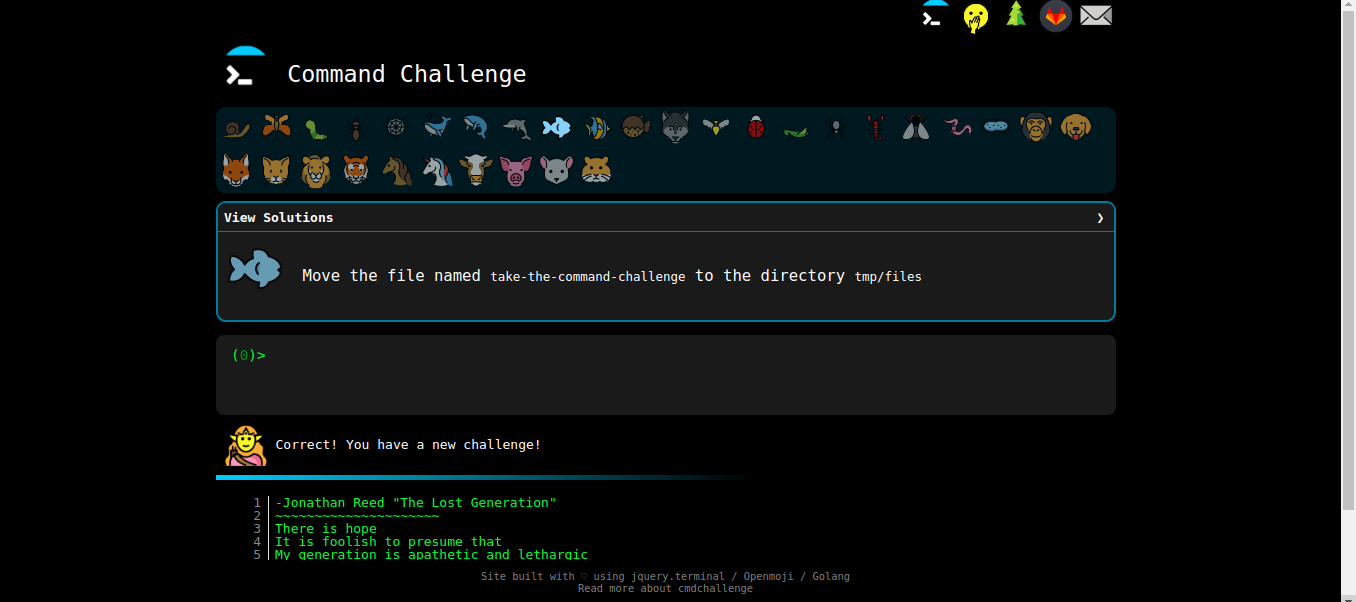 Command Challenge
View Solutions ❯
Move the file named take-the-command-challenge to the directory tmp/files
(0)>
Correct! You have a new challenge!
1 -Jonathan Reed "The Lost Generation"
2 ~~~~~~~~~~~~~~~~~~~~~
3 There is hope
4 It is foolish to presume that
5 My generation is apathetic and lethargic
Site built with ♡ using jquery.terminal / Openmoji / Golang
Read more about cmdchallenge